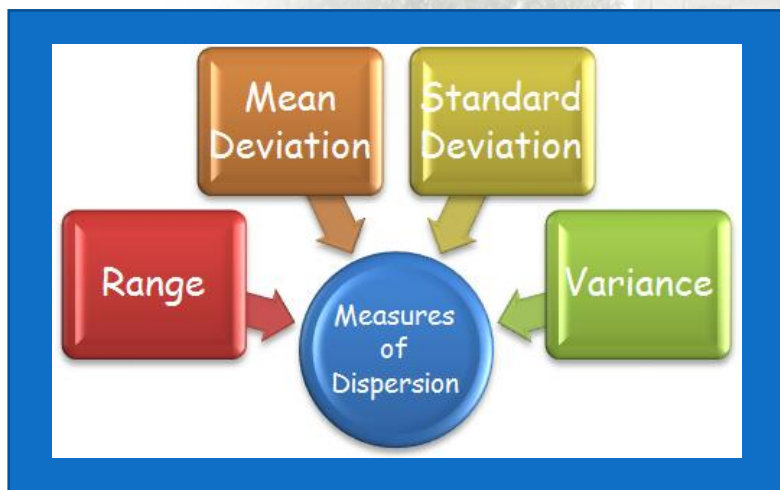 Mean
Deviation
Standard
Deviation
Range
Variance
Measures
of
Dispersion